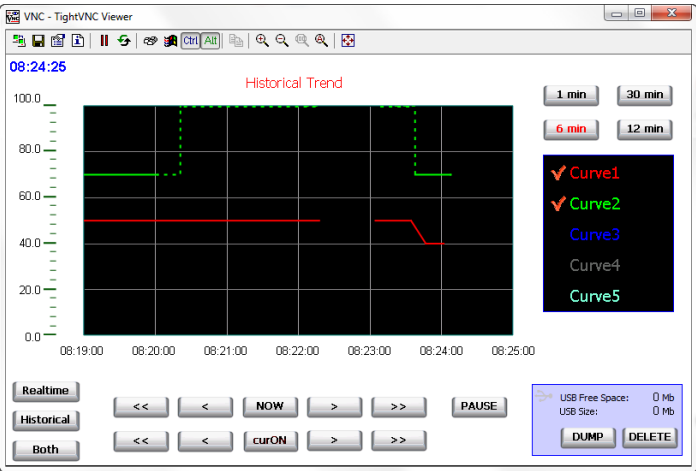 VNC - TightVNC Viewer
Ctrl Alt
08:24:25
Historical Trend
100.0
80.0
60.0
40.0
20.0
0.0
08:19:00 08:20:00 08:21:00 08:22:00 08:23:00 08:24:00 08:25:00
1 min 30 min
6 min 12 min
Curve1
Curve2
Curve3
Curve4
Curve5
Realtime
Historical
Both
<< < NOW > >> PAUSE
<< < curON > >>
USB Free Space: 0 Mb
USB Size: 0 Mb
DUMP DELETE